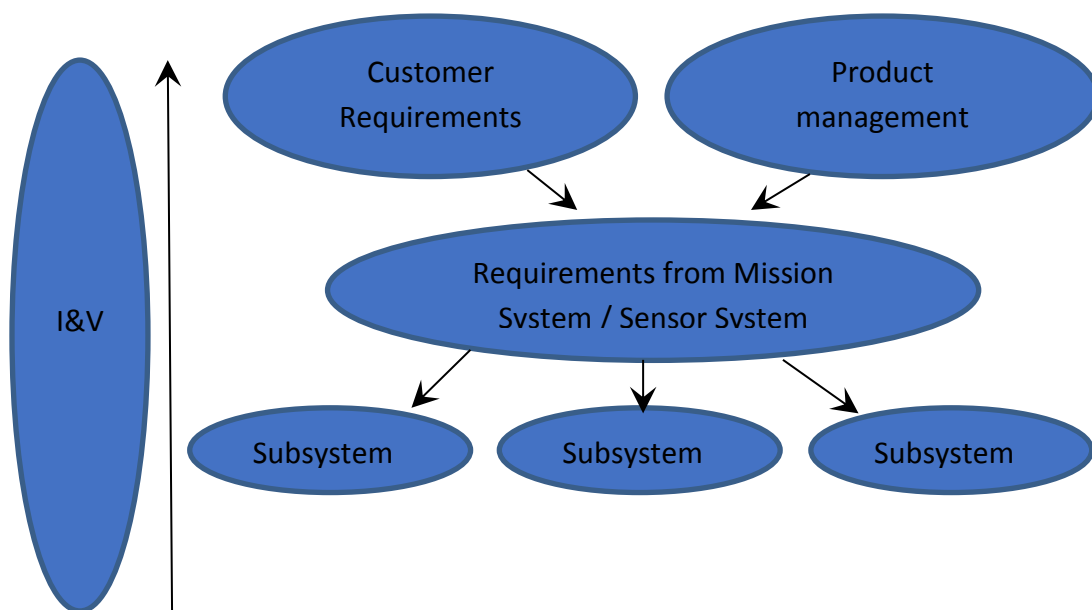 Customer
Requirements
Product
management
I&V
Requirements from Mission
System / Sensor System
Subsystem
Subsystem
Subsystem